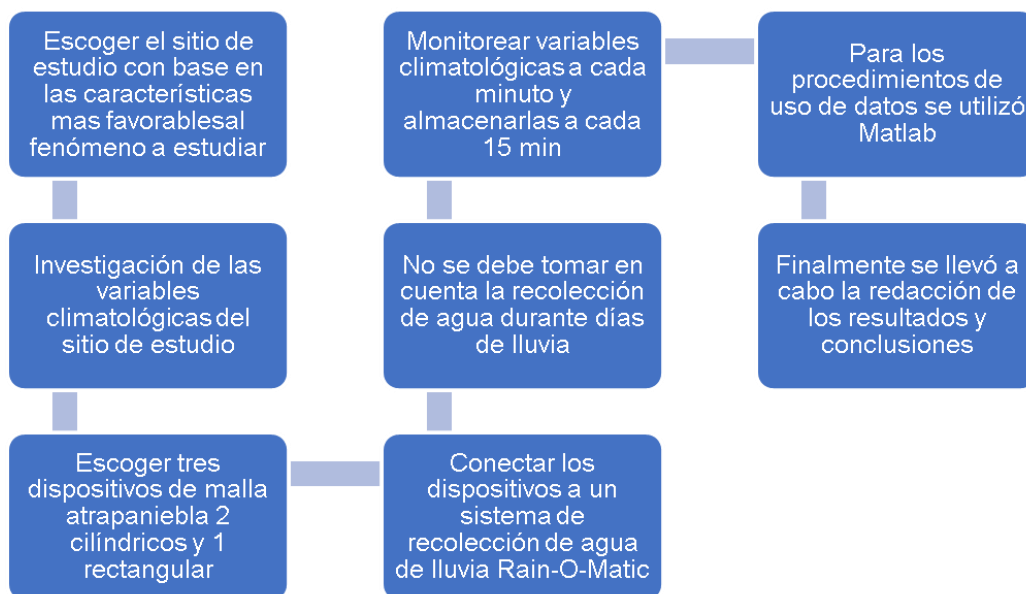 Escoger el sitio de
estudio con base en
las características
mas favorablesal
fenómeno a estudiar
Investigación de las
variables
climatológicas del
sitio de estudio
Escoger tres
dispositivos de malla
atrapaniebla 2
cilíndricos y 1
rectangular
Conectar los
dispositivos a un
sistema de
recolección de agua
de lluvia Rain-O-Matic
No se debe tomar en
cuenta la recolección
de agua durante días
de lluvia
Monitorear variables
climatológicas a cada
minuto y
almacenarlas a cada
15 min
Para los
procedimientos de
uso de datos se utilizó
Matlab
Finalmente se llevó a
cabo la redacción de
los resultados y
conclusiones